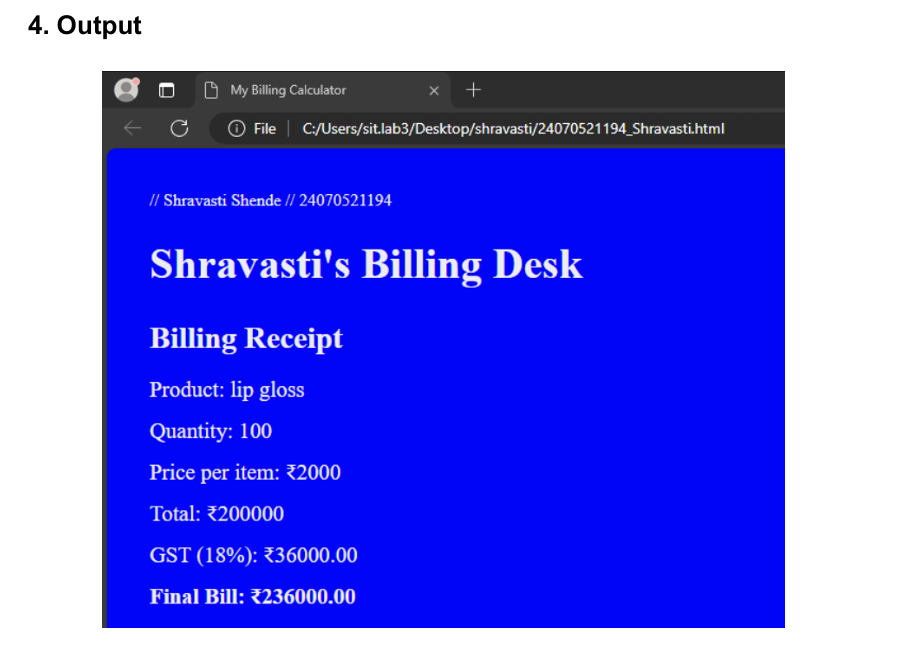 4. Output
My Billing Calculator
File C:/Users/sit.lab3/Desktop/shravasti/24070521194_Shravasti.html
// Shravasti Shende // 24070521194
Shravasti's Billing Desk
Billing Receipt
Product: lip gloss
Quantity: 100
Price per item: ₹2000
Total: ₹200000
GST (18%): ₹36000.00
Final Bill: ₹236000.00